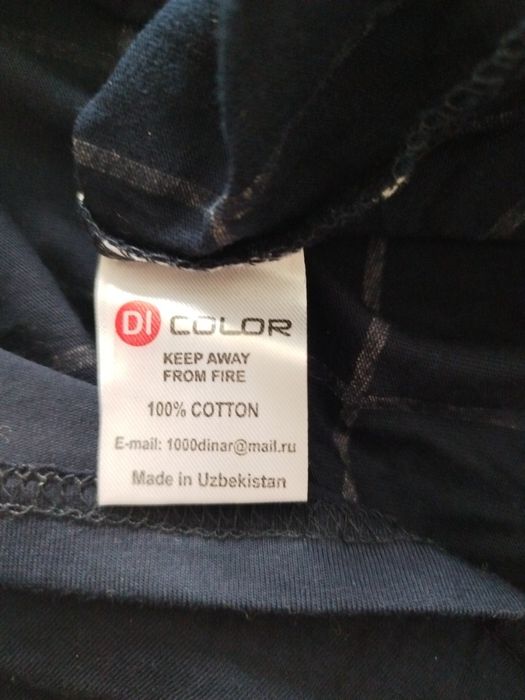 DI COLOR
KEEP AWAY
FROM FIRE
100% COTTON
E-mail: 1000dinar@mail.ru
Made in Uzbekistan